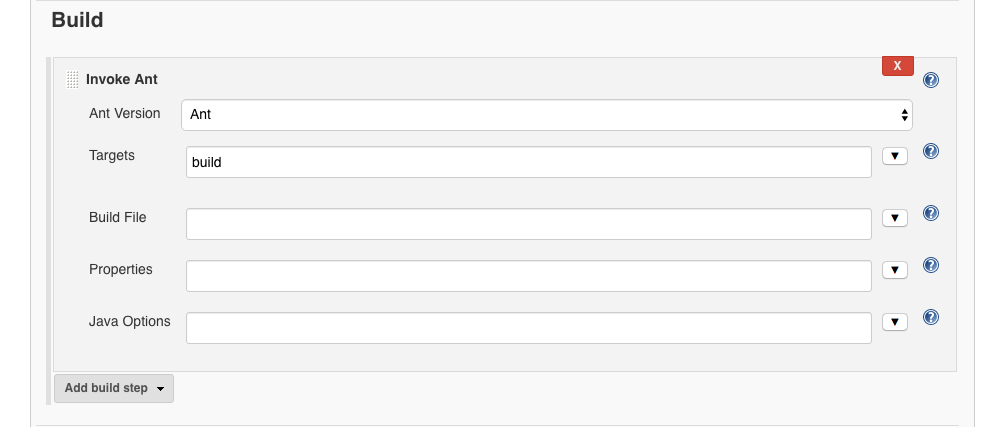 Build
X
Invoke Ant
?
Ant Version
Ant
Targets
build
?
Build File
?
Properties
?
Java Options
?
Add build step